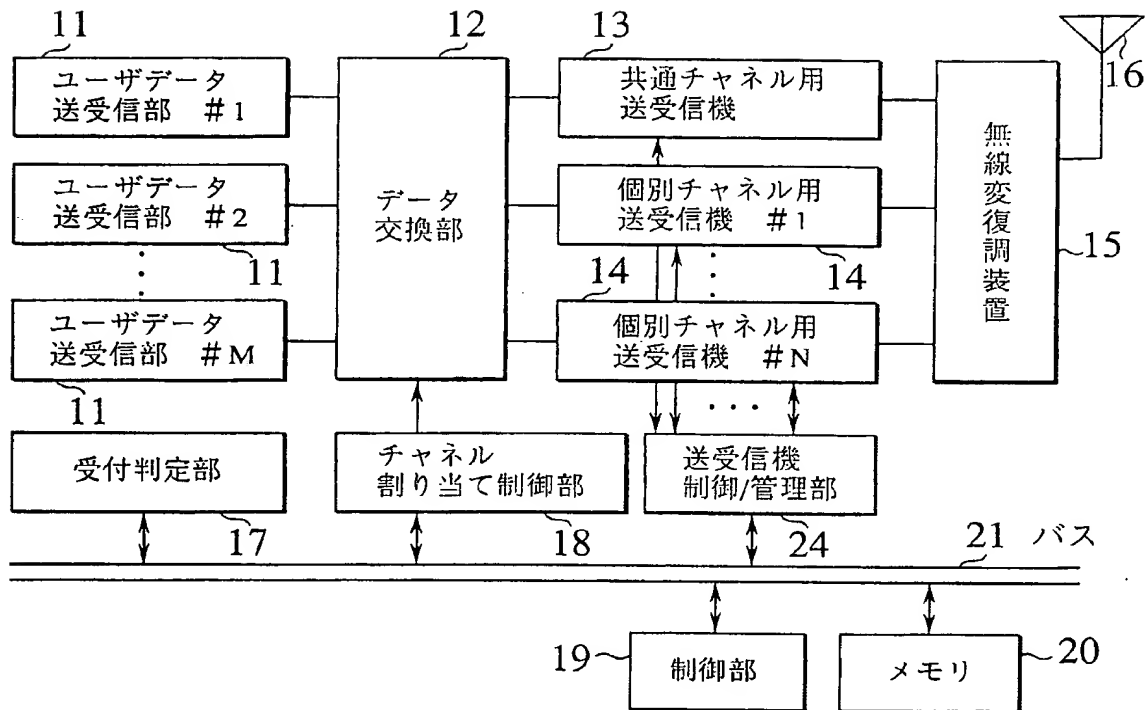 11
12
13
16
ユーザデータ
送受信部 #1
共通チャネル用
送受信機
ユーザデータ
送受信部 #2
11
データ
交換部
個別チャネル用
送受信機 #1
14
無線変復調装置
15
ユーザデータ
送受信部 #M
11
14
個別チャネル用
送受信機 #N
受付判定部
17
チャネル
割り当て制御部
18
送受信機
制御/管理部
24
21 バス
19
制御部
メモリ
20